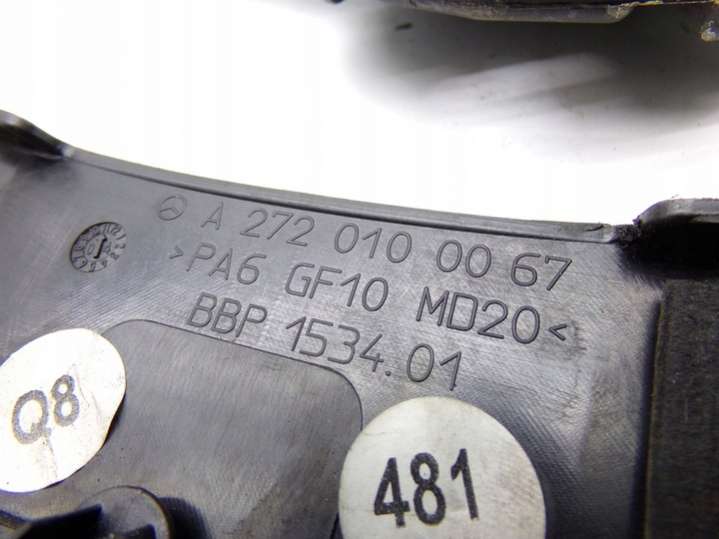 A 272 010 00 67
>PA6 GF10 MD20<
BBP 1534.01
Q8
481